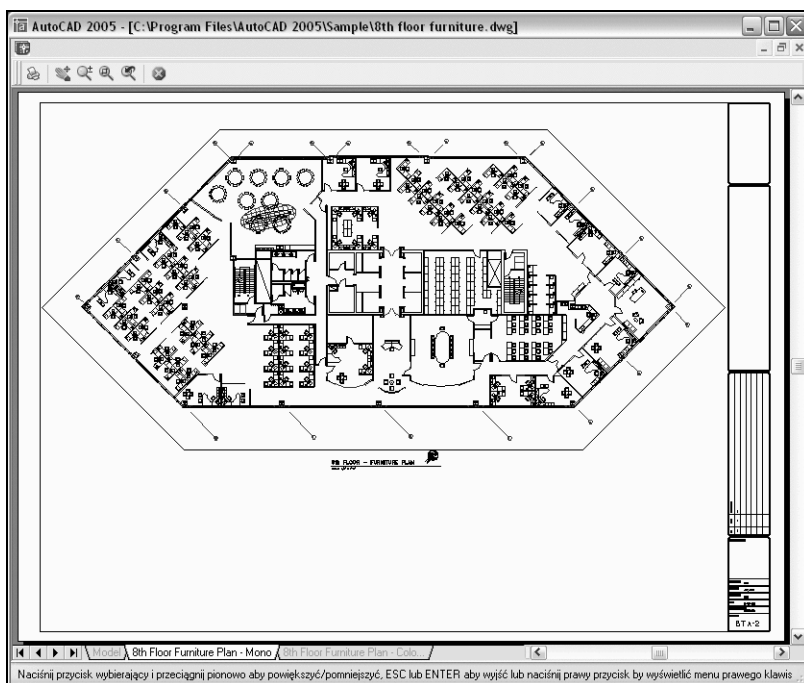 AutoCAD 2005 - [C:\Program Files\AutoCAD 2005\Sample\8th floor furniture.dwg]
8TH FLOOR - FURNITURE PLAN
BTA-2
Model
8th Floor Furniture Plan - Mono
8th Floor Furniture Plan - Colo...
Naciśnij przycisk wybierający i przeciągnij pionowo aby powiększyć/pomniejszyć, ESC lub ENTER aby wyjść lub naciśnij prawy przycisk by wyświetlić menu prawego klawis